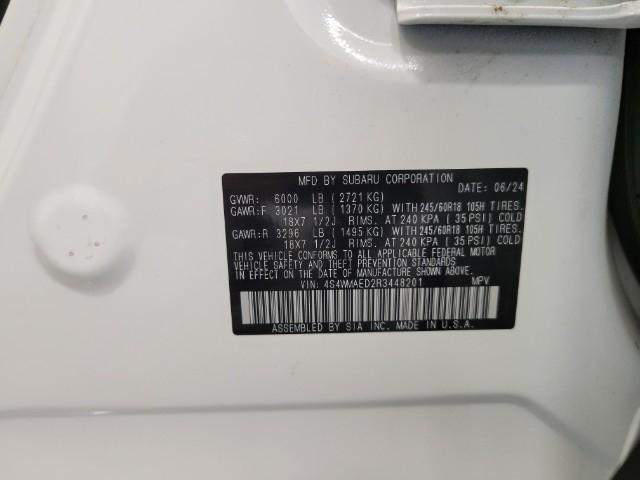 MFD BY SUBARU CORPORATION
DATE: 06/24
GVWR: 6000 LB (2721 KG)
GAWR:F 3021 LB (1370 KG) WITH 245/60R18 105H TIRES,
18X7 1/2J RIMS. AT 240 KPA (35 PSI) COLD
GAWR:R 3296 LB (1495 KG) WITH 245/60R18 105H TIRES,
18X7 1/2J RIMS. AT 240 KPA (35 PSI) COLD
THIS VEHICLE CONFORMS TO ALL APPLICABLE FEDERAL MOTOR
VEHICLE SAFETY, BUMPER, AND THEFT PREVENTION STANDARDS
IN EFFECT ON THE DATE OF MANUFACTURE SHOWN ABOVE.
VIN: 4S4WMAED2R3448201 MPV
ASSEMBLED BY SIA INC. MADE IN U.S.A.